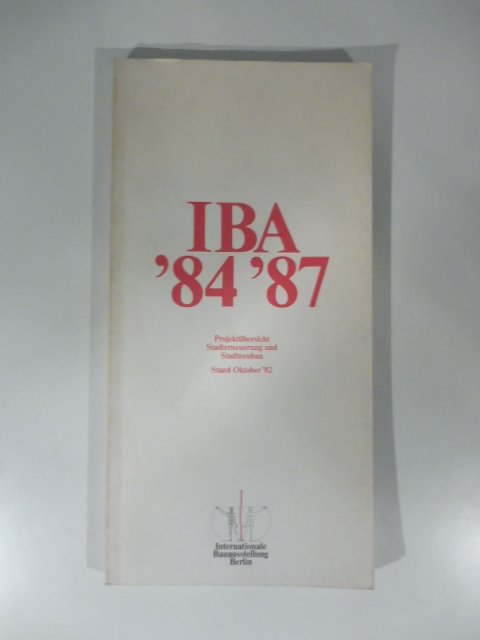 IBA
’84 ’87
Projektübersicht
Stadterneuerung und
Stadtneubau
Stand Oktober ’82
Internationale
Bauausstellung
Berlin